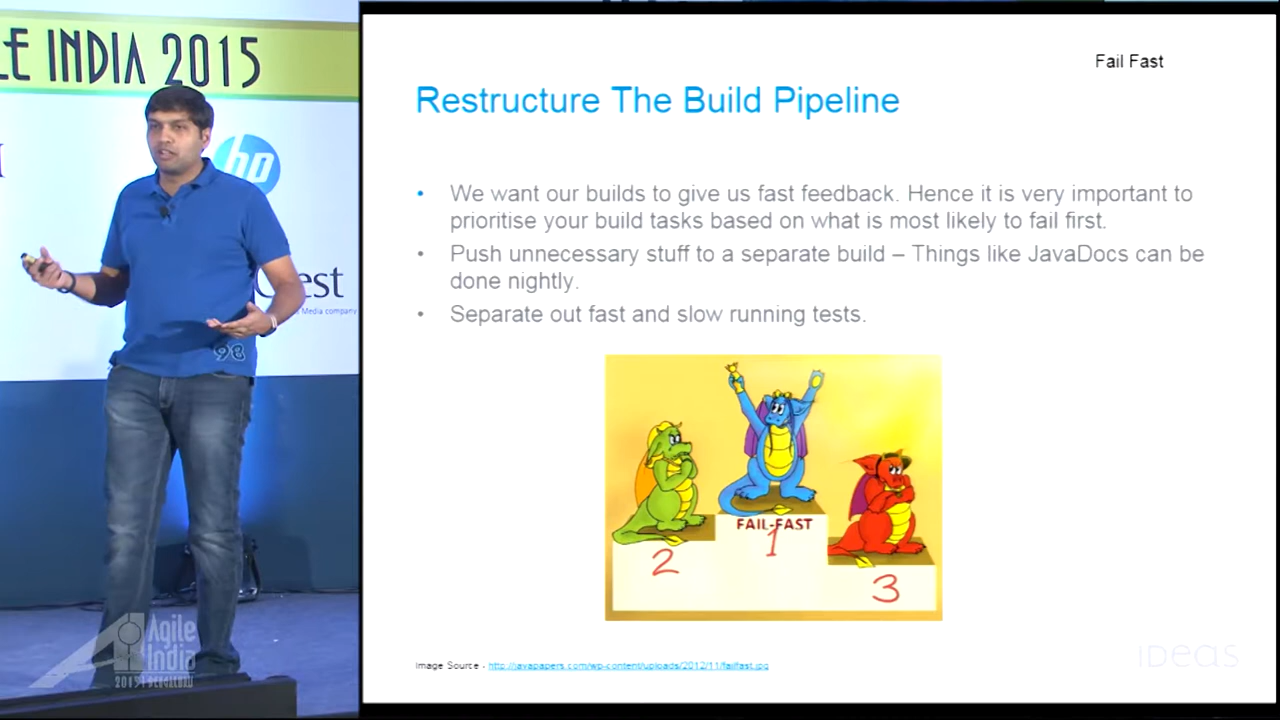 E INDIA 2015
hp
est
Media company
98
Agile
India
2015 | BENGALURU
Fail Fast
Restructure The Build Pipeline
• We want our builds to give us fast feedback. Hence it is very important to
prioritise your build tasks based on what is most likely to fail first.
• Push unnecessary stuff to a separate build – Things like JavaDocs can be
done nightly.
• Separate out fast and slow running tests.
FAIL-FAST
1
2
3
Image Source - http://javapapers.com/wp-content/uploads/2012/11/failfast.jpg
iDeas